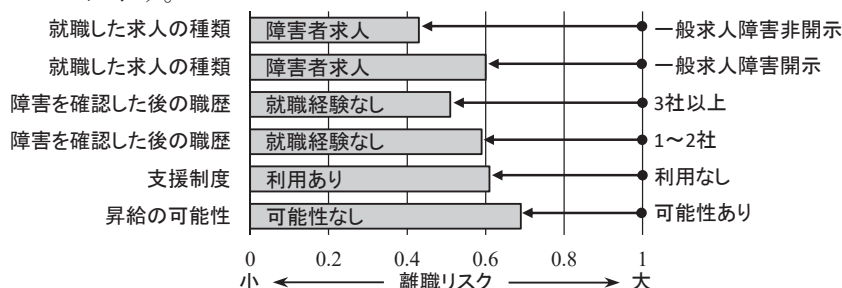 就職した求人の種類 障害者求人 一般求人障害非開示
就職した求人の種類 障害者求人 一般求人障害開示
障害を確認した後の職歴 就職経験なし 3社以上
障害を確認した後の職歴 就職経験なし 1～2社
支援制度 利用あり 利用なし
昇給の可能性 可能性なし 可能性あり
0 0.2 0.4 0.6 0.8 1
小 離職リスク 大